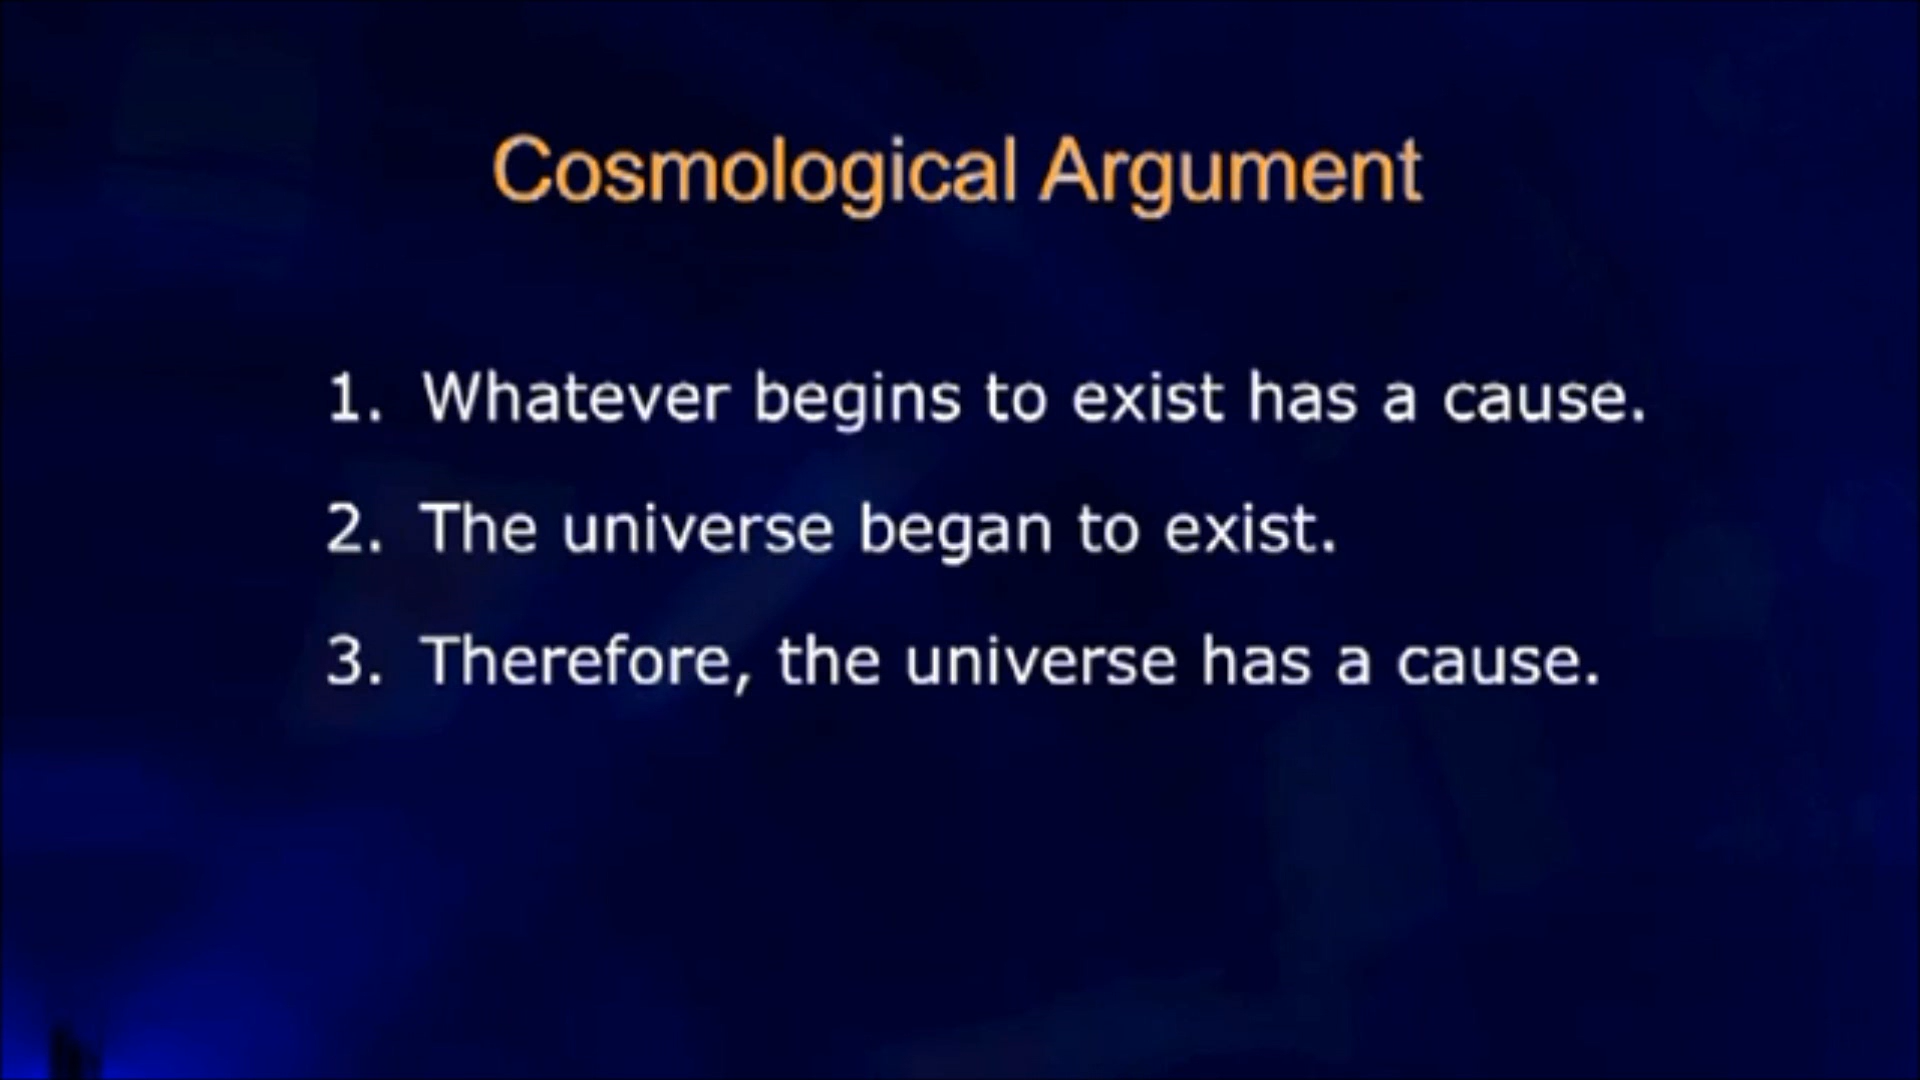 Cosmological Argument
1. Whatever begins to exist has a cause.
2. The universe began to exist.
3. Therefore, the universe has a cause.